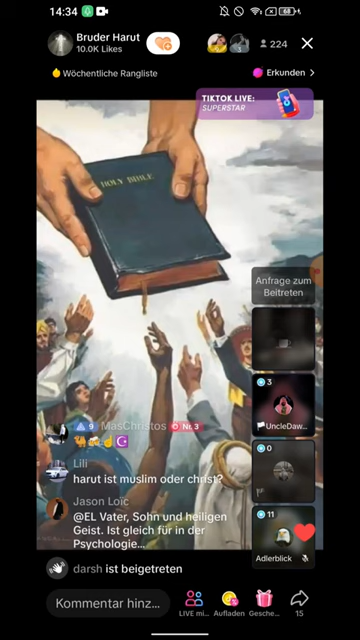 14:34
68
Bruder Harut
10.0K Likes
224
Wöchentliche Rangliste
Erkunden
TIKTOK LIVE:
SUPERSTAR
HOLY BIBLE
Anfrage zum
Beitreten
3
UncleDaw...
0
11
Adlerblick
9 MasChristos Nr. 3
🐫🍻☝️☪️
Lili
harut ist muslim oder christ?
Jason Loïc
@EL Vater, Sohn und heiligen
Geist. Ist gleich für in der
Psychologie...
darsh ist beigetreten
Kommentar hinz...
LIVE mi...
Aufladen
Gesche...
15